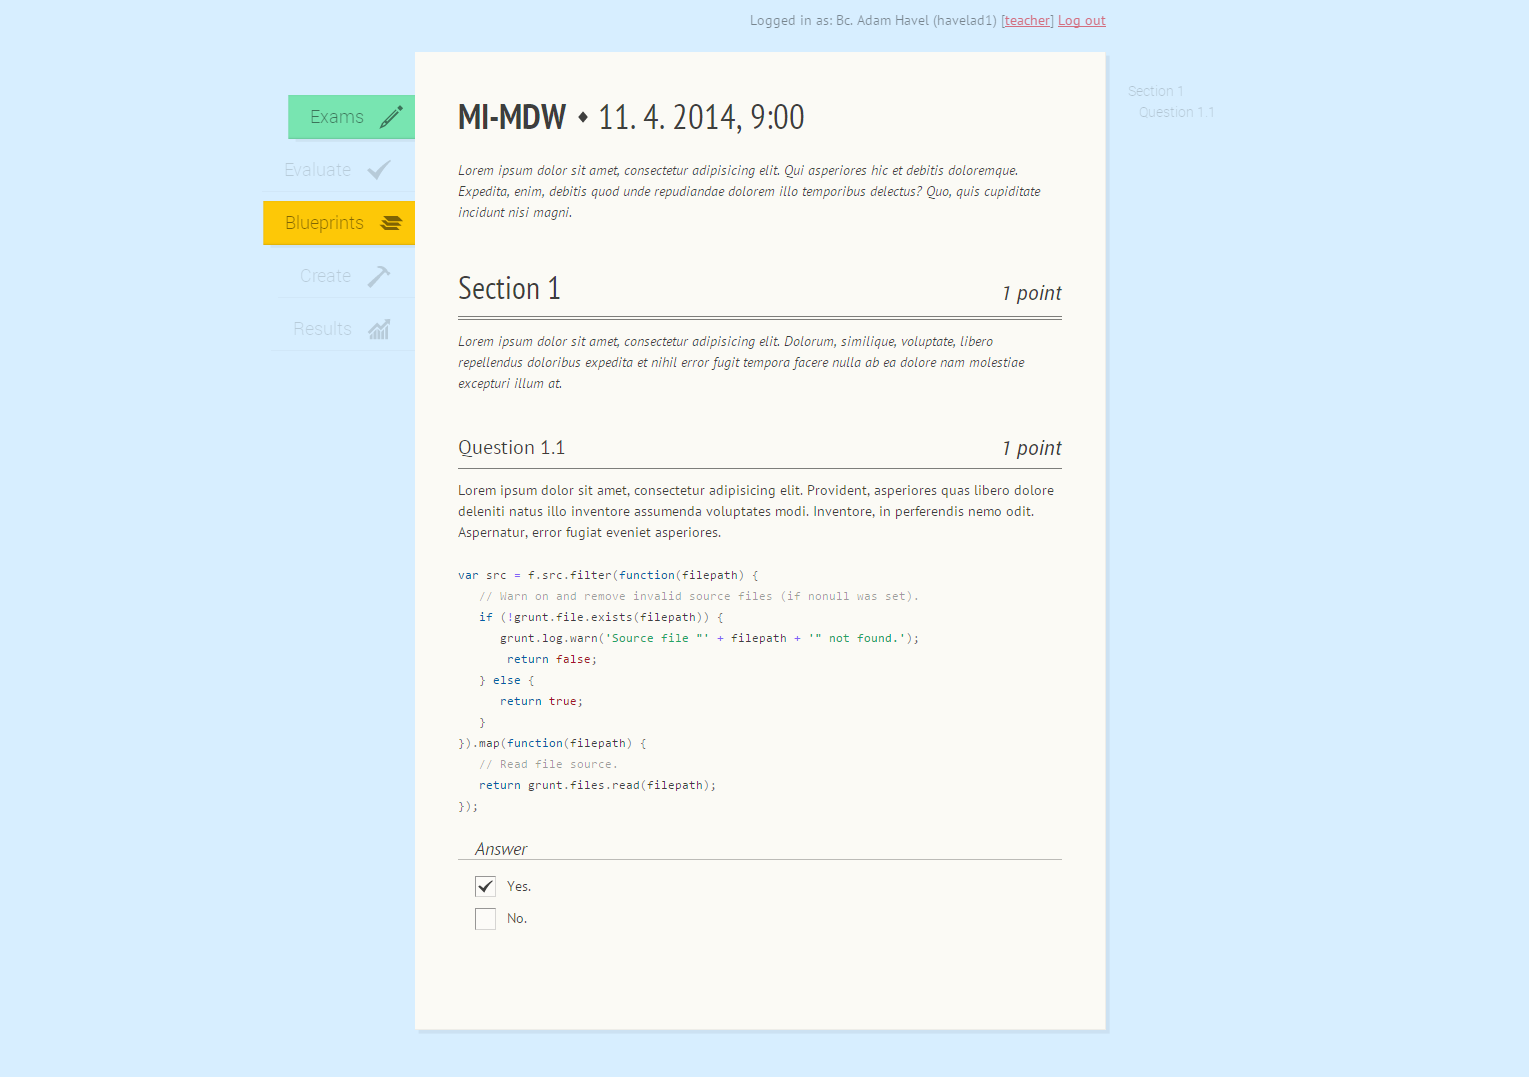 Logged in as: Bc. Adam Havel (havelad1) [teacher] Log out
Exams
Evaluate
Blueprints
Create
Results
MI-MDW ♦ 11. 4. 2014, 9:00
Lorem ipsum dolor sit amet, consectetur adipisicing elit. Qui asperiores hic et debitis doloremque.
Expedita, enim, debitis quod unde repudiandae dolorem illo temporibus delectus? Quo, quis cupiditate
incidunt nisi magni.
Section 1 1 point
Lorem ipsum dolor sit amet, consectetur adipisicing elit. Dolorum, similique, voluptate, libero
repellendus doloribus expedita et nihil error fugit tempora facere nulla ab ea dolore nam molestiae
excepturi illum at.
Question 1.1 1 point
Lorem ipsum dolor sit amet, consectetur adipisicing elit. Provident, asperiores quas libero dolore
deleniti natus illo inventore assumenda voluptates modi. Inventore, in perferendis nemo odit.
Aspernatur, error fugiat eveniet asperiores.
var src = f.src.filter(function(filepath) {
   // Warn on and remove invalid source files (if nonull was set).
   if (!grunt.file.exists(filepath)) {
      grunt.log.warn('Source file "' + filepath + '" not found.');
       return false;
   } else {
      return true;
   }
}).map(function(filepath) {
   // Read file source.
   return grunt.files.read(filepath);
});
Answer
Yes.
No.
Section 1
Question 1.1